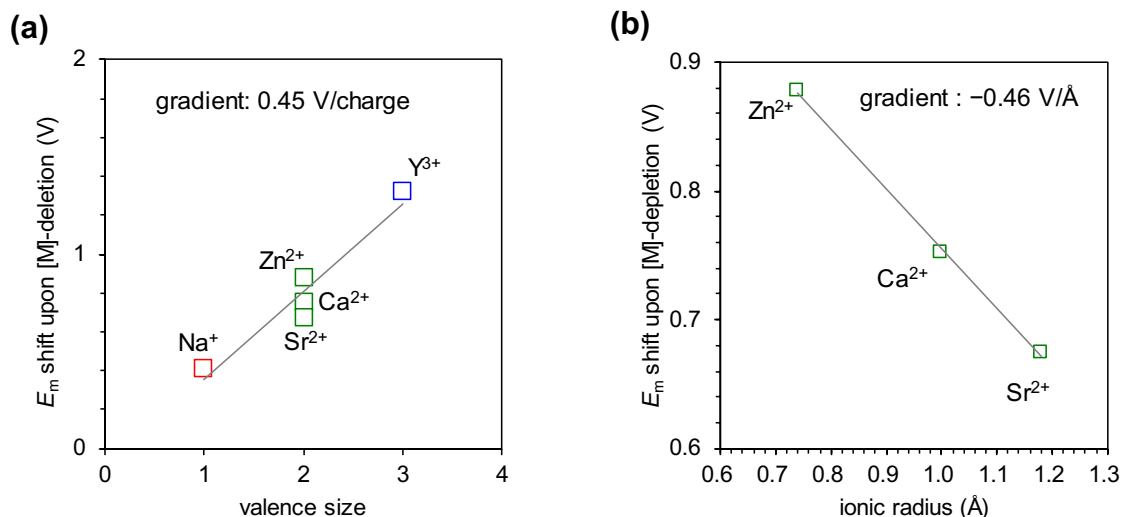 (a)
E_m shift upon [M]-deletion (V)
2
1
0
gradient: 0.45 V/charge
Y³⁺
Zn²⁺
Ca²⁺
Sr²⁺
Na⁺
0 1 2 3 4
valence size
(b)
E_m shift upon [M]-depletion (V)
0.9
0.8
0.7
0.6
gradient : −0.46 V/Å
Zn²⁺
Ca²⁺
Sr²⁺
0.6 0.7 0.8 0.9 1.0 1.1 1.2 1.3
ionic radius (Å)